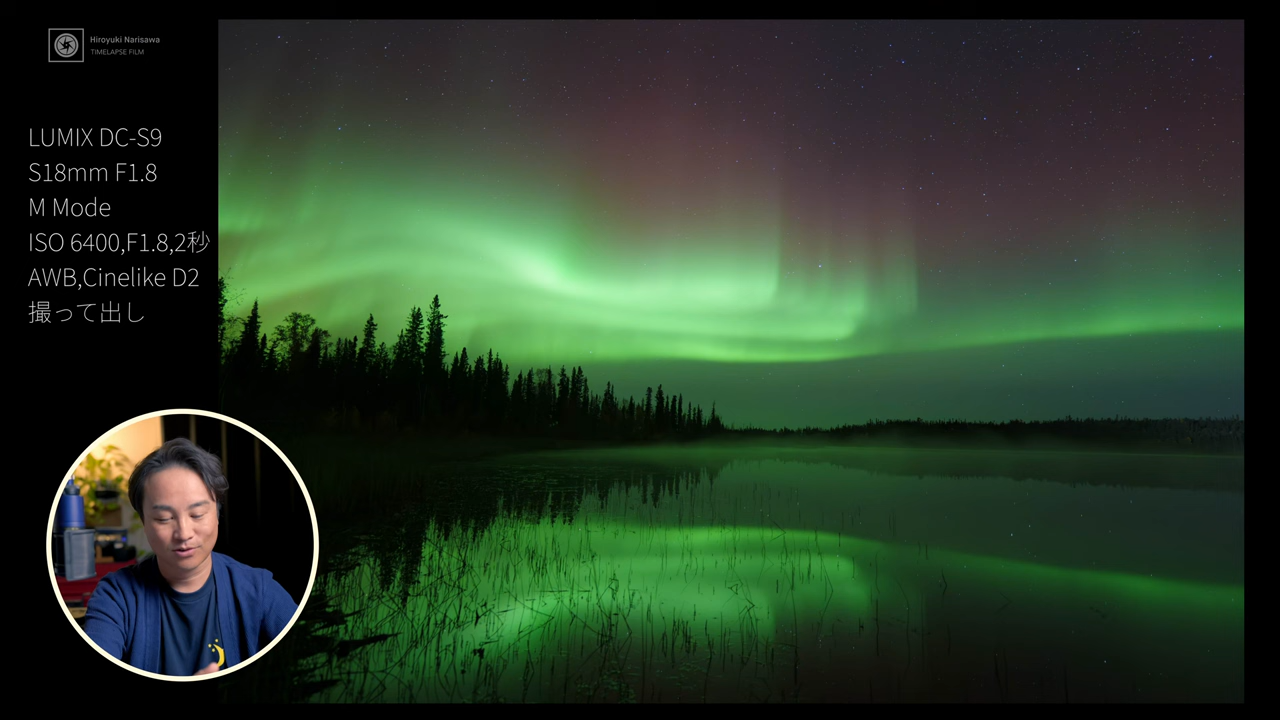 Hiroyuki Narisawa
TIMELAPSE FILM
LUMIX DC-S9
S18mm F1.8
M Mode
ISO 6400,F1.8,2秒
AWB,Cinelike D2
撮って出し